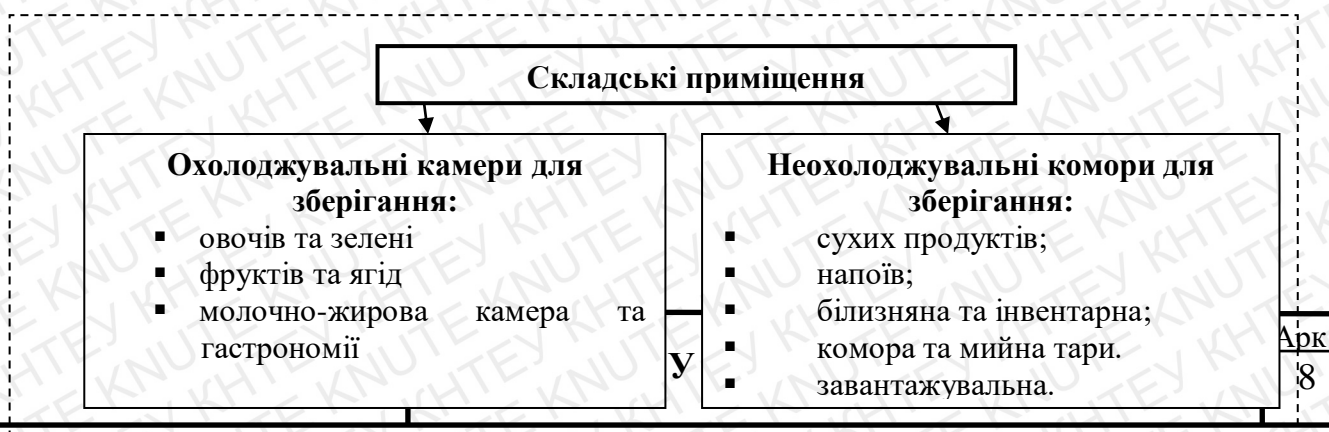 Складські приміщення
Охолоджувальні камери для
зберігання:
▪ овочів та зелені
▪ фруктів та ягід
▪ молочно-жирова камера та
гастрономії
Неохолоджувальні комори для
зберігання:
▪ сухих продуктів;
▪ напоїв;
▪ білизняна та інвентарна;
▪ комора та мийна тари.
▪ завантажувальна.
У
Арк
8